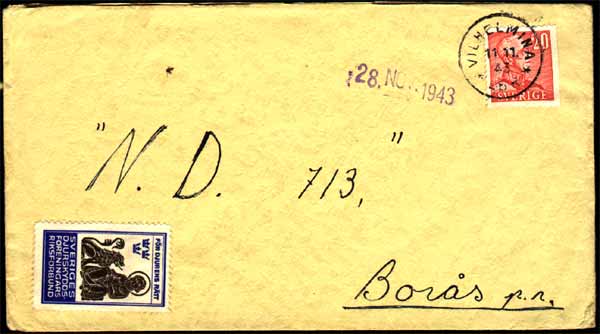 VILHELMINA
11.11.
43
20
SVERIGE
28. NOV. 1943
"N. D. 713,"
FÖR DJURENS RÄTT
SVERIGES
DJURSKYDDS
FÖRENINGARS
RIKSFÖRBUND
Borås p.r.